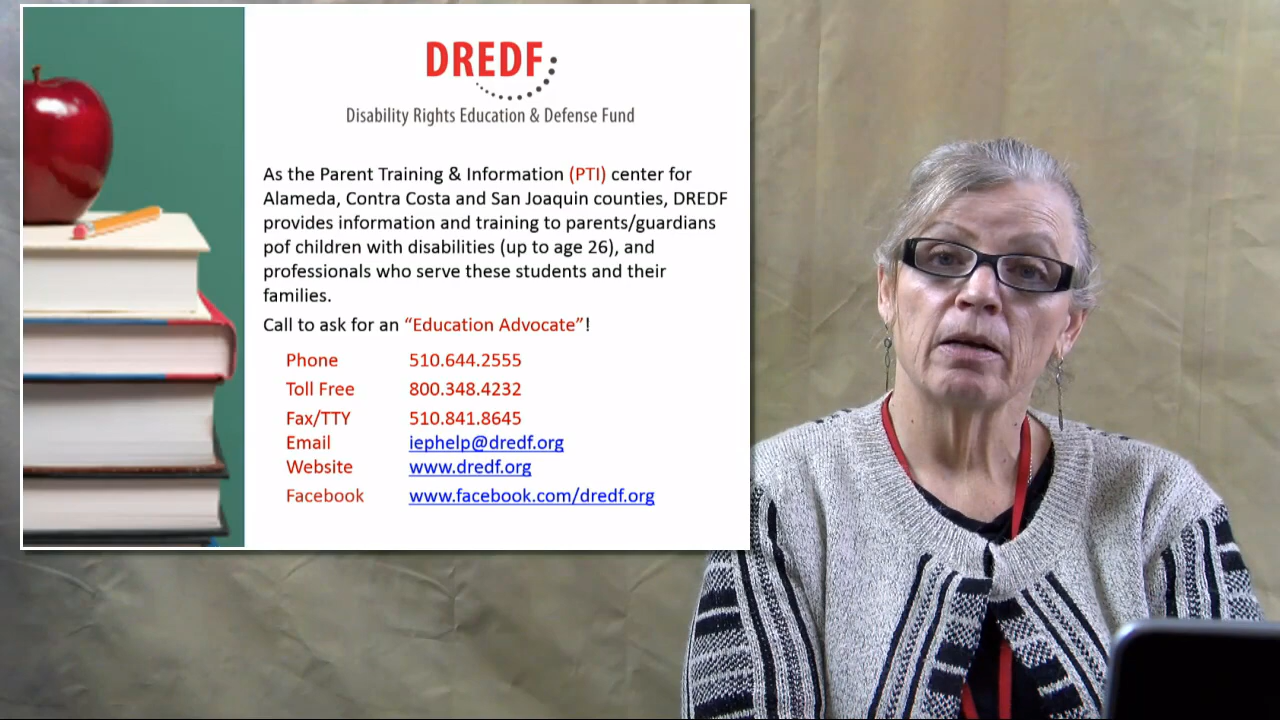 DREDF
Disability Rights Education & Defense Fund
As the Parent Training & Information (PTI) center for
Alameda, Contra Costa and San Joaquin counties, DREDF
provides information and training to parents/guardians
pof children with disabilities (up to age 26), and
professionals who serve these students and their
families.
Call to ask for an “Education Advocate”!
Phone 510.644.2555
Toll Free 800.348.4232
Fax/TTY 510.841.8645
Email iephelp@dredf.org
Website www.dredf.org
Facebook www.facebook.com/dredf.org